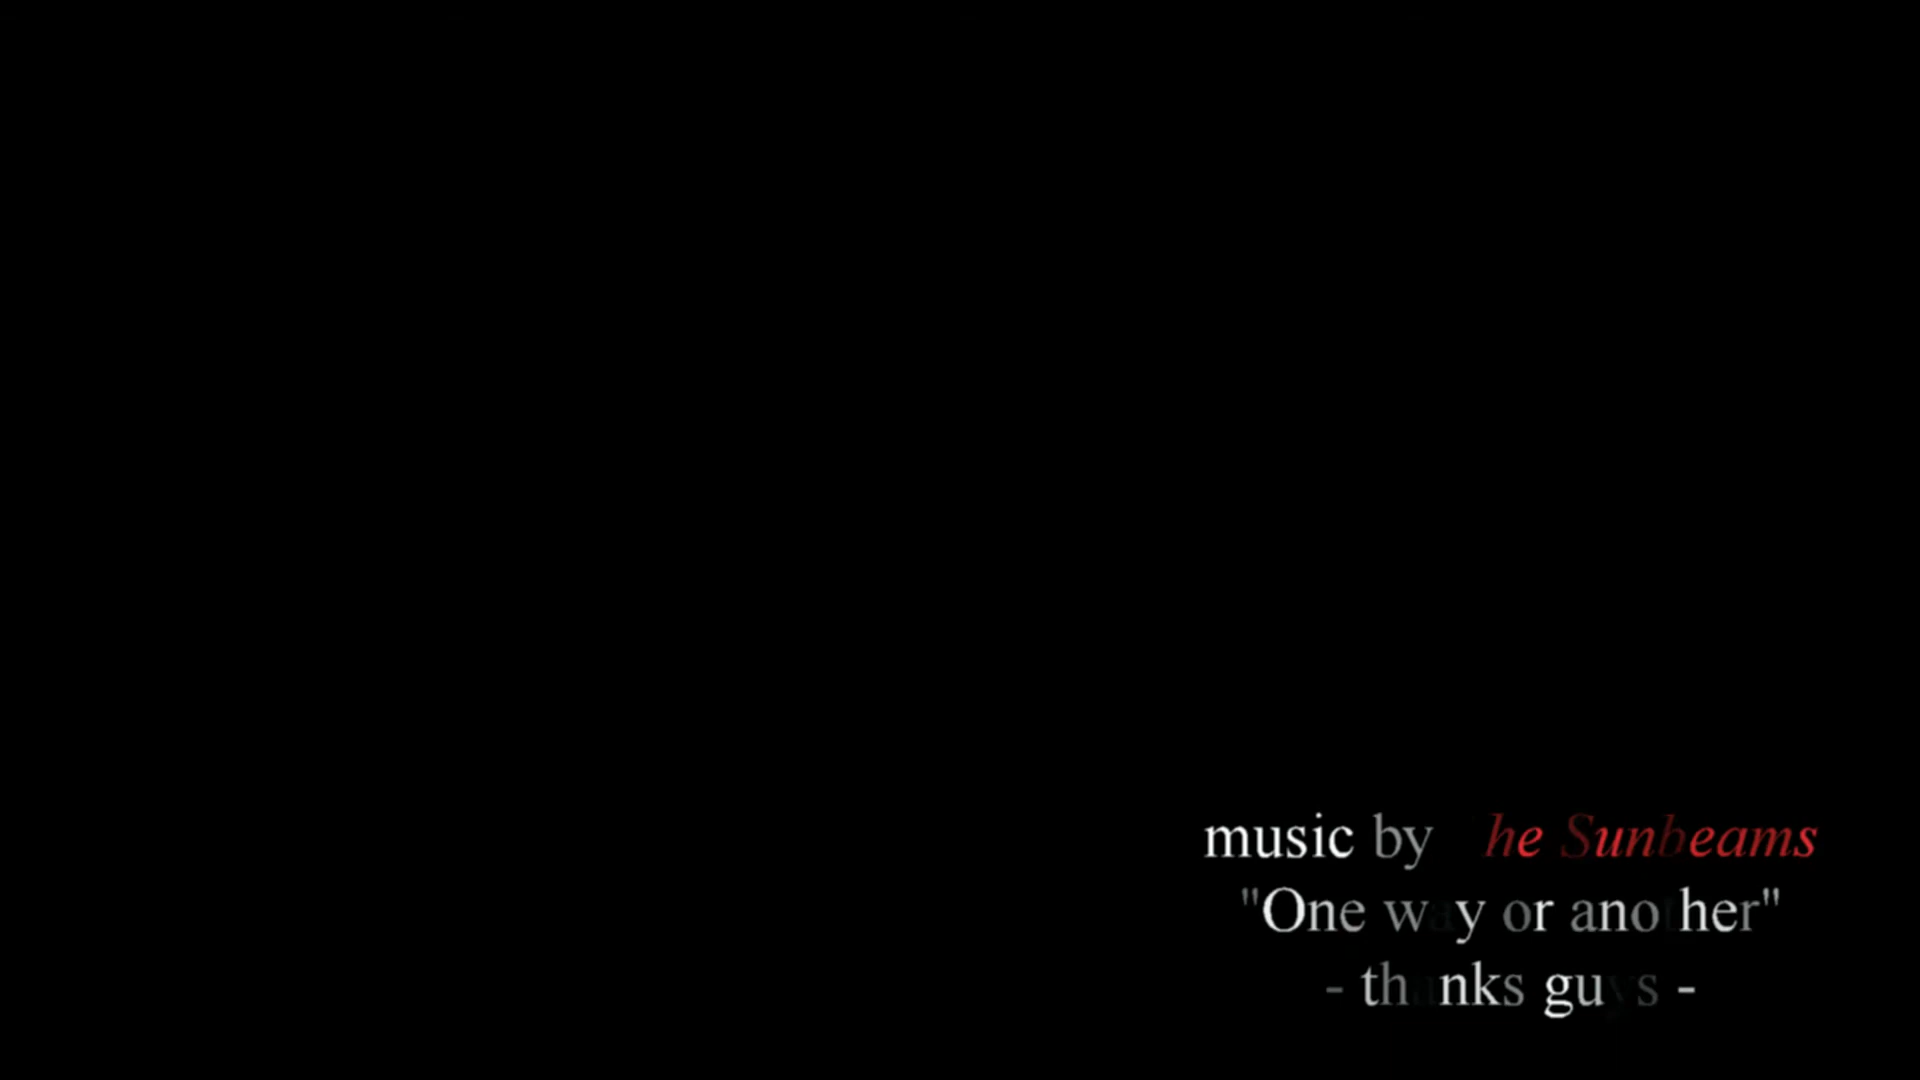 music by The Sunbeams
"One way or another"
- thanks guys -